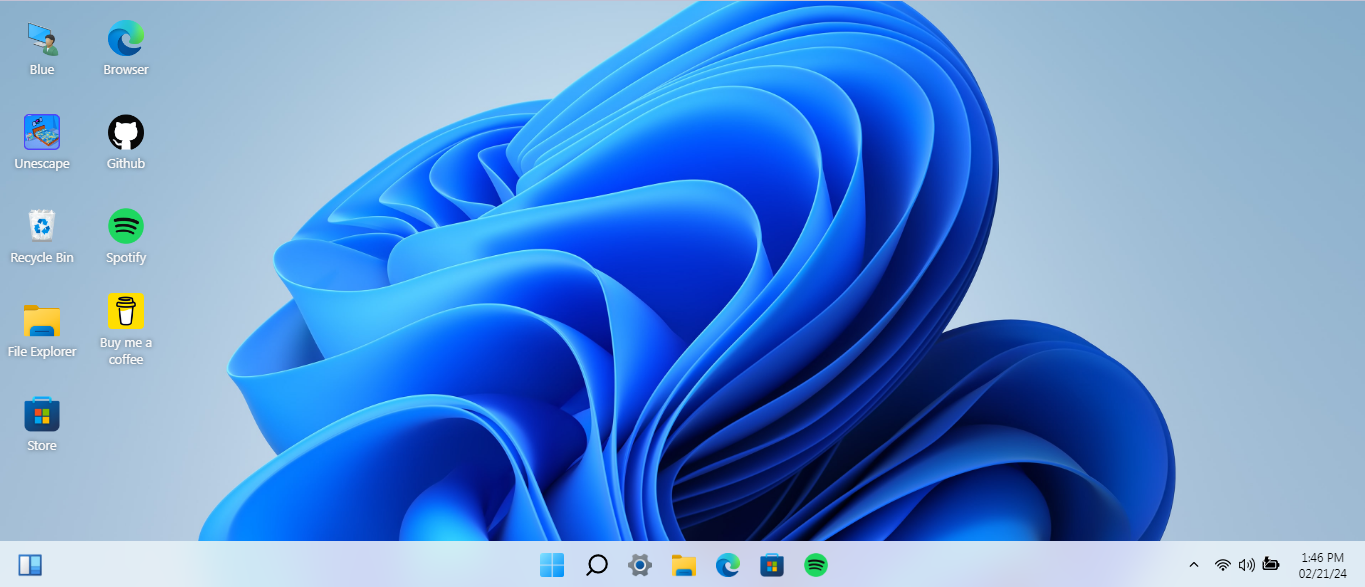 Blue
Browser
Unescape
Github
Recycle Bin
Spotify
File Explorer
Buy me a
coffee
Store
1:46 PM
02/21/24